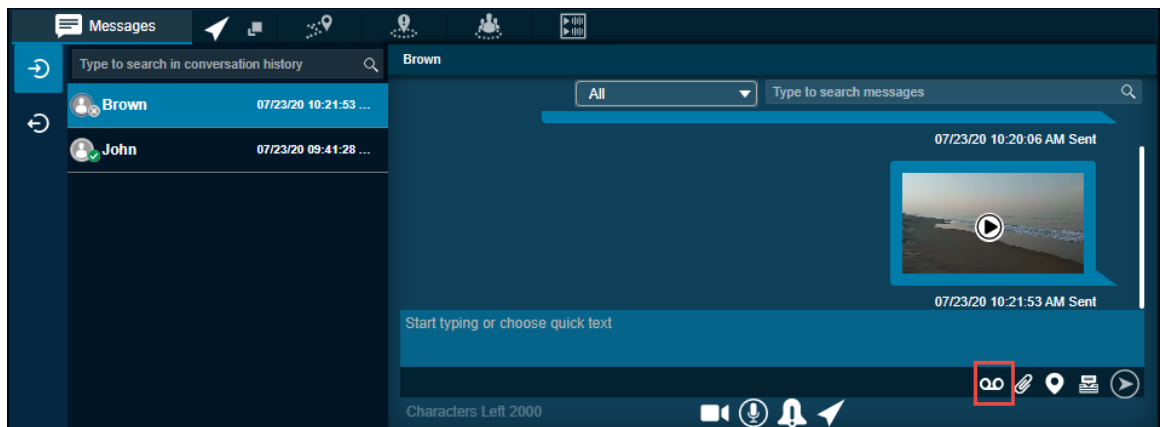 Messages
Type to search in conversation history
Brown
Brown 07/23/20 10:21:53 ...
All
Type to search messages
John 07/23/20 09:41:28 ...
07/23/20 10:20:06 AM Sent
07/23/20 10:21:53 AM Sent
Start typing or choose quick text
Characters Left 2000